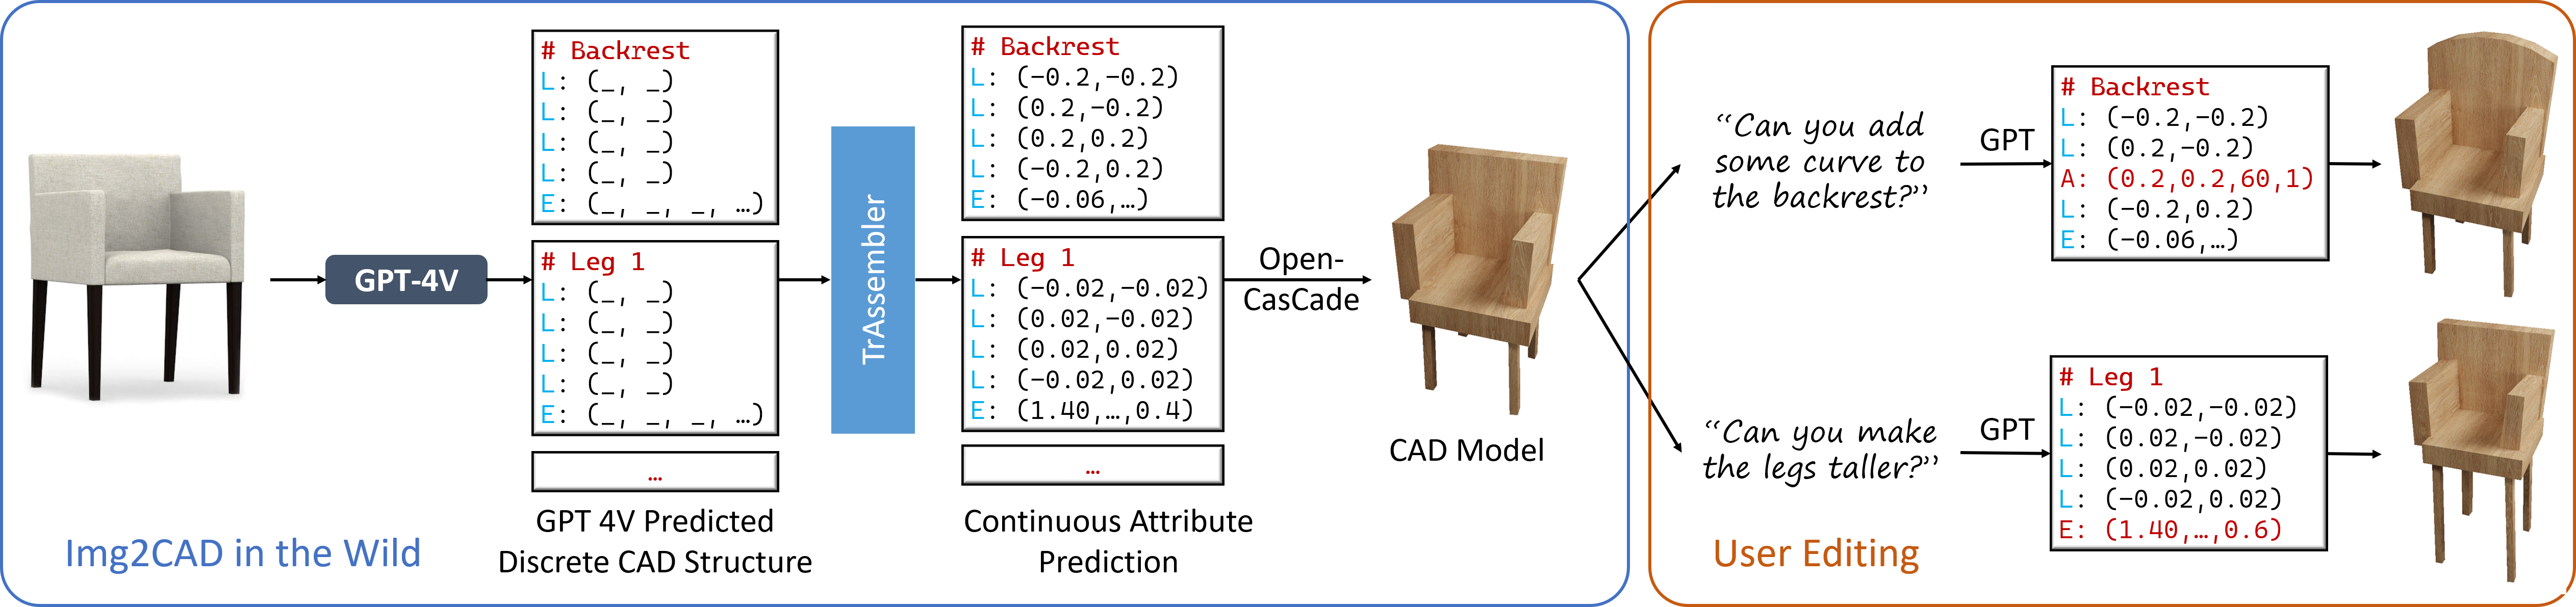 # Backrest
L: (_, _)
L: (_, _)
L: (_, _)
L: (_, _)
E: (_, _, _, …)
# Leg 1
L: (_, _)
L: (_, _)
L: (_, _)
L: (_, _)
E: (_, _, _, …)
…
GPT-4V
GPT 4V Predicted
Discrete CAD Structure
TrAssembler
# Backrest
L: (−0.2,−0.2)
L: (0.2,−0.2)
L: (0.2,0.2)
L: (−0.2,0.2)
E: (−0.06,…)
# Leg 1
L: (−0.02,−0.02)
L: (0.02,−0.02)
L: (0.02,0.02)
L: (−0.02,0.02)
E: (1.40,…,0.4)
…
Continuous Attribute
Prediction
Open-
CasCade
CAD Model
Img2CAD in the Wild
“Can you add
some curve to
the backrest?”
GPT
# Backrest
L: (−0.2,−0.2)
L: (0.2,−0.2)
A: (0.2,0.2,60,1)
L: (−0.2,0.2)
E: (−0.06,…)
“Can you make
the legs taller?”
GPT
# Leg 1
L: (−0.02,−0.02)
L: (0.02,−0.02)
L: (0.02,0.02)
L: (−0.02,0.02)
E: (1.40,…,0.6)
User Editing